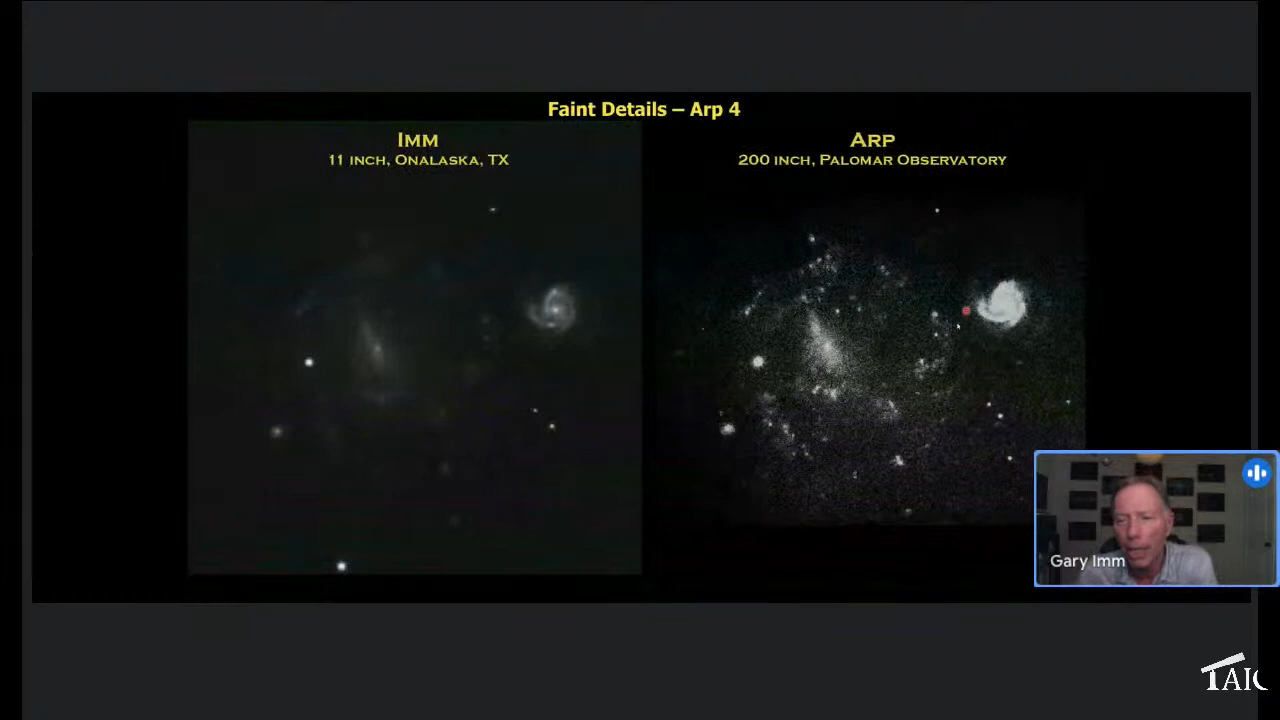 Faint Details – Arp 4
IMM
11 INCH, ONALASKA, TX
ARP
200 INCH, PALOMAR OBSERVATORY
Gary Imm
TAIC